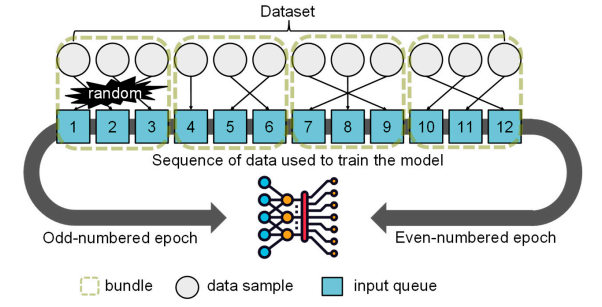 Dataset
random
1 2 3 4 5 6 7 8 9 10 11 12
Sequence of data used to train the model
Odd-numbered epoch
Even-numbered epoch
bundle data sample input queue